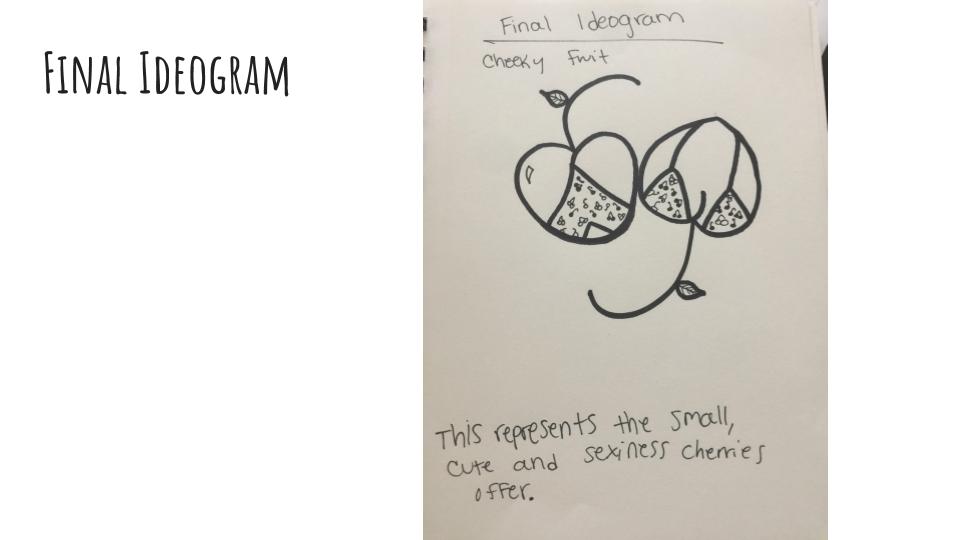 Final Ideogram
Final Ideogram
Cheeky Fruit
This represents the small,
cute and sexiness cherries
offer.